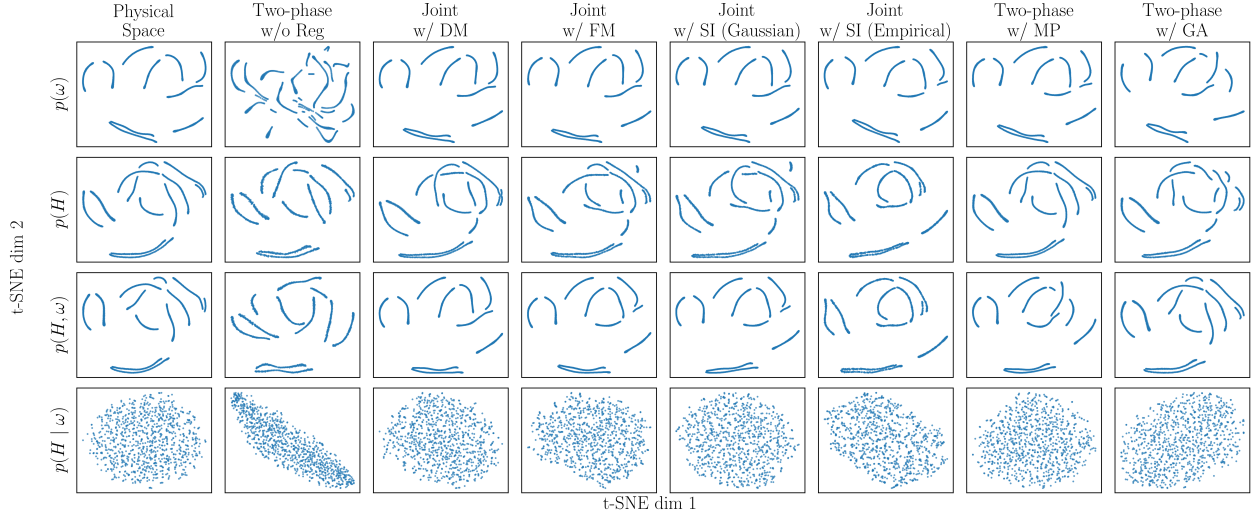 Physical
Space
Two-phase
w/o Reg
Joint
w/ DM
Joint
w/ FM
Joint
w/ SI (Gaussian)
Joint
w/ SI (Empirical)
Two-phase
w/ MP
Two-phase
w/ GA
t-SNE dim 2
p(ω)
p(H)
p(H, ω)
p(H | ω)
t-SNE dim 1